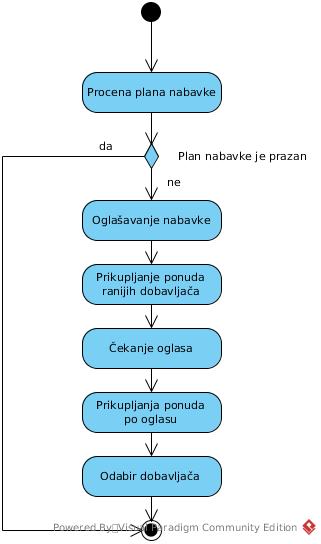 Procena plana nabavke
da
Plan nabavke je prazan
ne
Oglašavanje nabavke
Prikupljanje ponuda
ranijih dobavljača
Čekanje oglasa
Prikupljanja ponuda
po oglasu
Odabir dobavljača
Powered By Visual Paradigm Community Edition